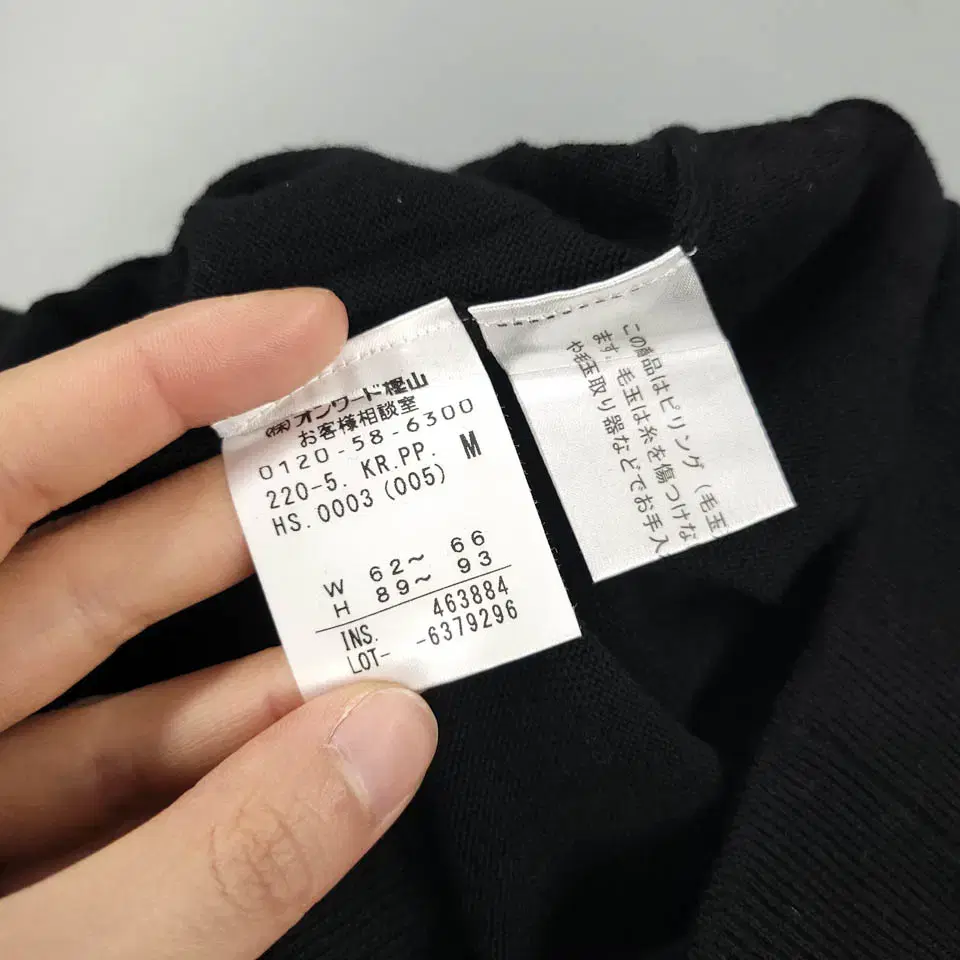 (株)オンワード樫山
お客様相談室
0120-58-6300
220-5. KR.PP. M
HS.0003(005)
W 62~ 66
H 89~ 93
INS. 463884
LOT- -6379296
この商品はピリング(毛玉
ます。毛玉は糸を傷つけな
や毛玉取り器などでお手入